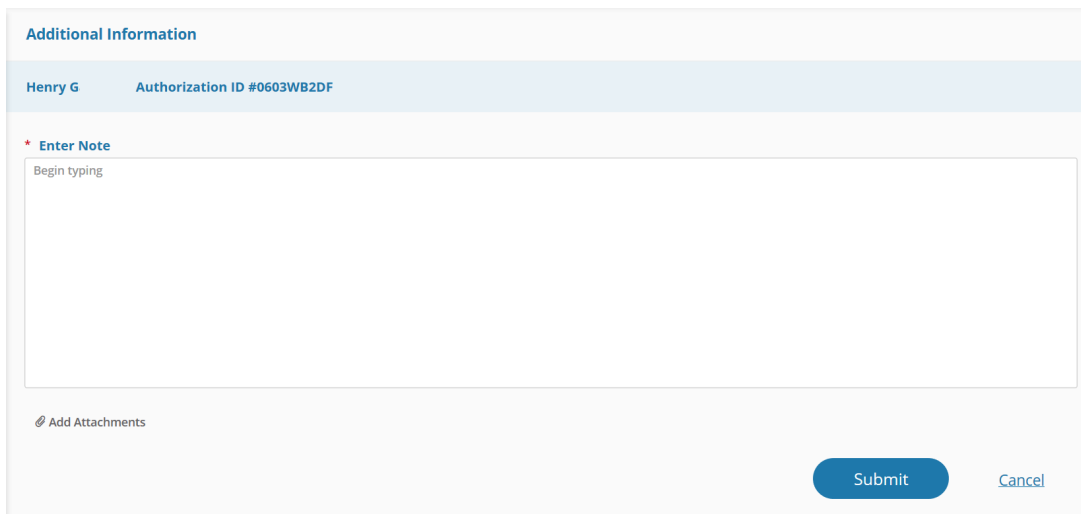 Additional Information
Henry G Authorization ID #0603WB2DF
* Enter Note
Begin typing
Add Attachments
Submit Cancel